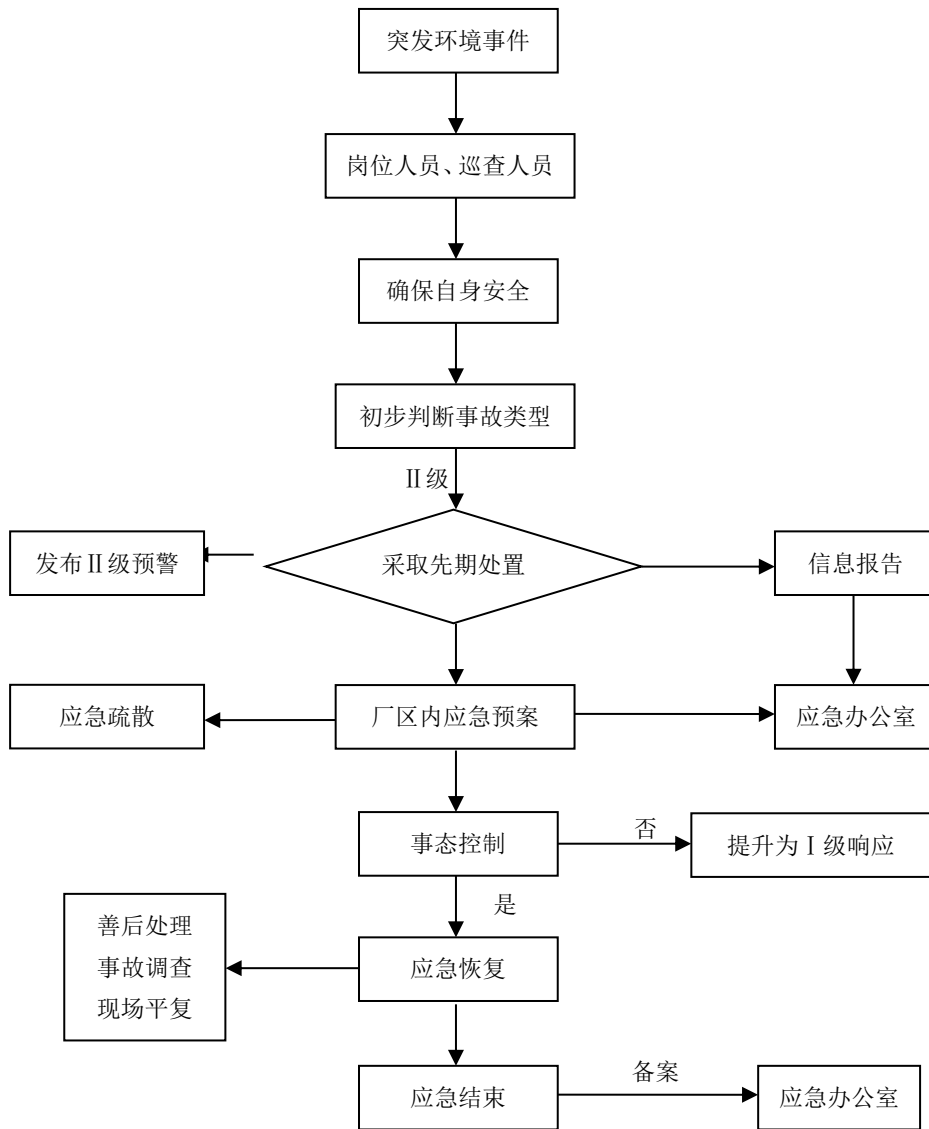 突发环境事件
岗位人员、巡查人员
确保自身安全
初步判断事故类型
Ⅱ级
发布Ⅱ级预警
采取先期处置
信息报告
应急疏散
厂区内应急预案
应急办公室
事态控制
否
提升为Ⅰ级响应
是
善后处理
事故调查
现场平复
应急恢复
应急结束
备案
应急办公室